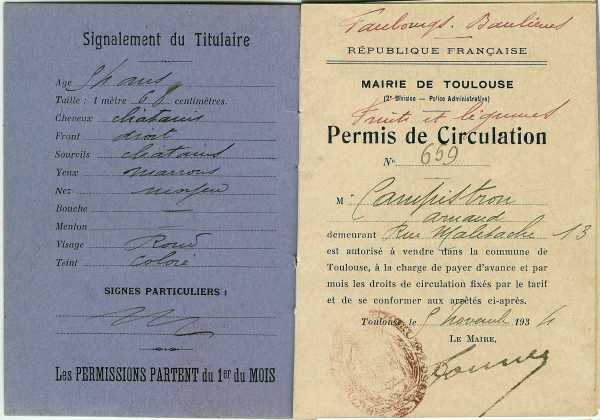 Signalement du Titulaire
Age ans
Taille : 1 mètre 68 centimètres.
Cheveux châtains
Front droit
Sourcils châtains
Yeux marrons
Nez moyen
Bouche —
Menton
Visage Rond
Teint coloré
SIGNES PARTICULIERS :
Les PERMISSIONS PARTENT du 1er du MOIS
Faubourgs-Banlieues
RÉPUBLIQUE FRANÇAISE
MAIRIE DE TOULOUSE
(2e Division — Police Administrative)
Fruits et légumes
Permis de Circulation
No 659
M. Campistron
Armand
demeurant Rue 13
est autorisé à vendre dans la commune de
Toulouse, à la charge de payer d'avance et par
mois les droits de circulation fixés par le tarif
et de se conformer aux arrêtés ci-après.
Toulouse, le Novembre 1934
LE MAIRE,